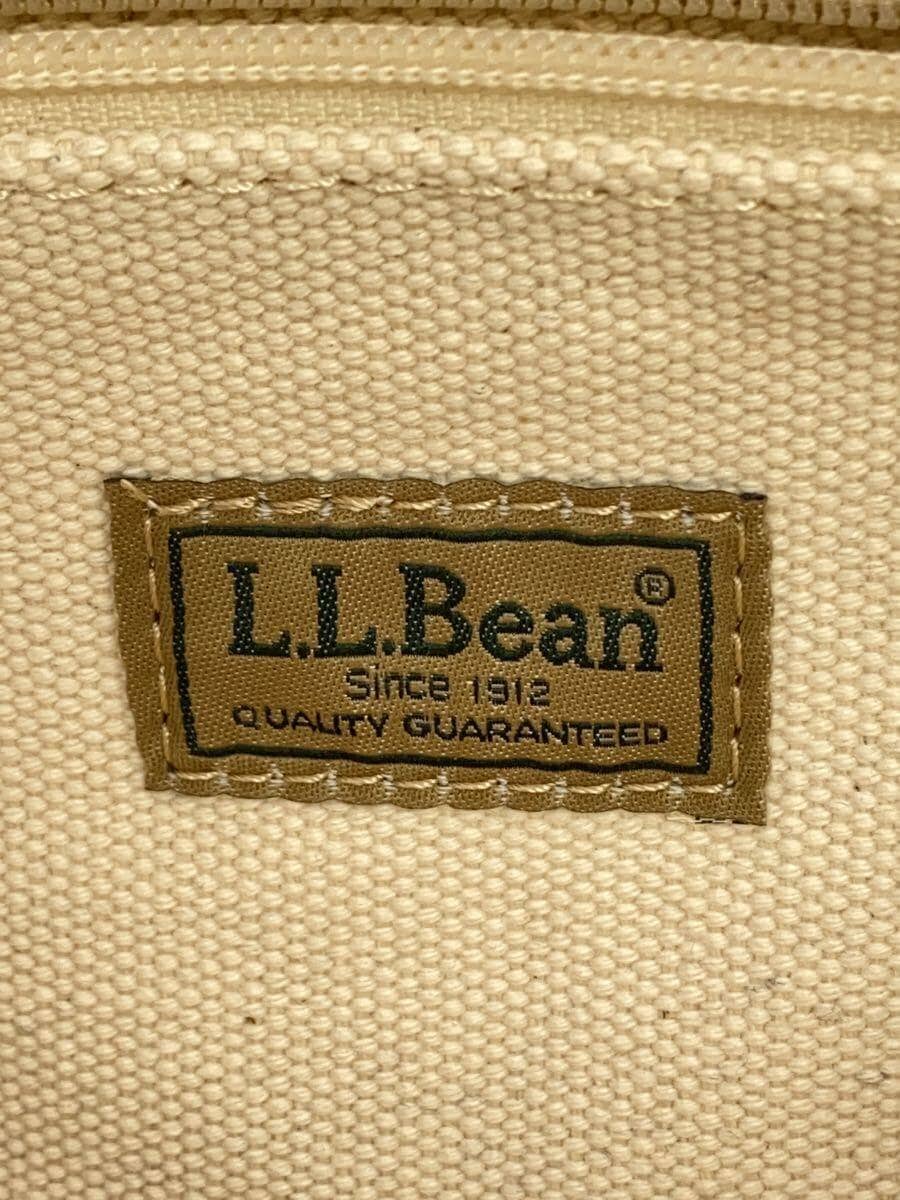 L.L.Bean®
Since 1912
QUALITY GUARANTEED